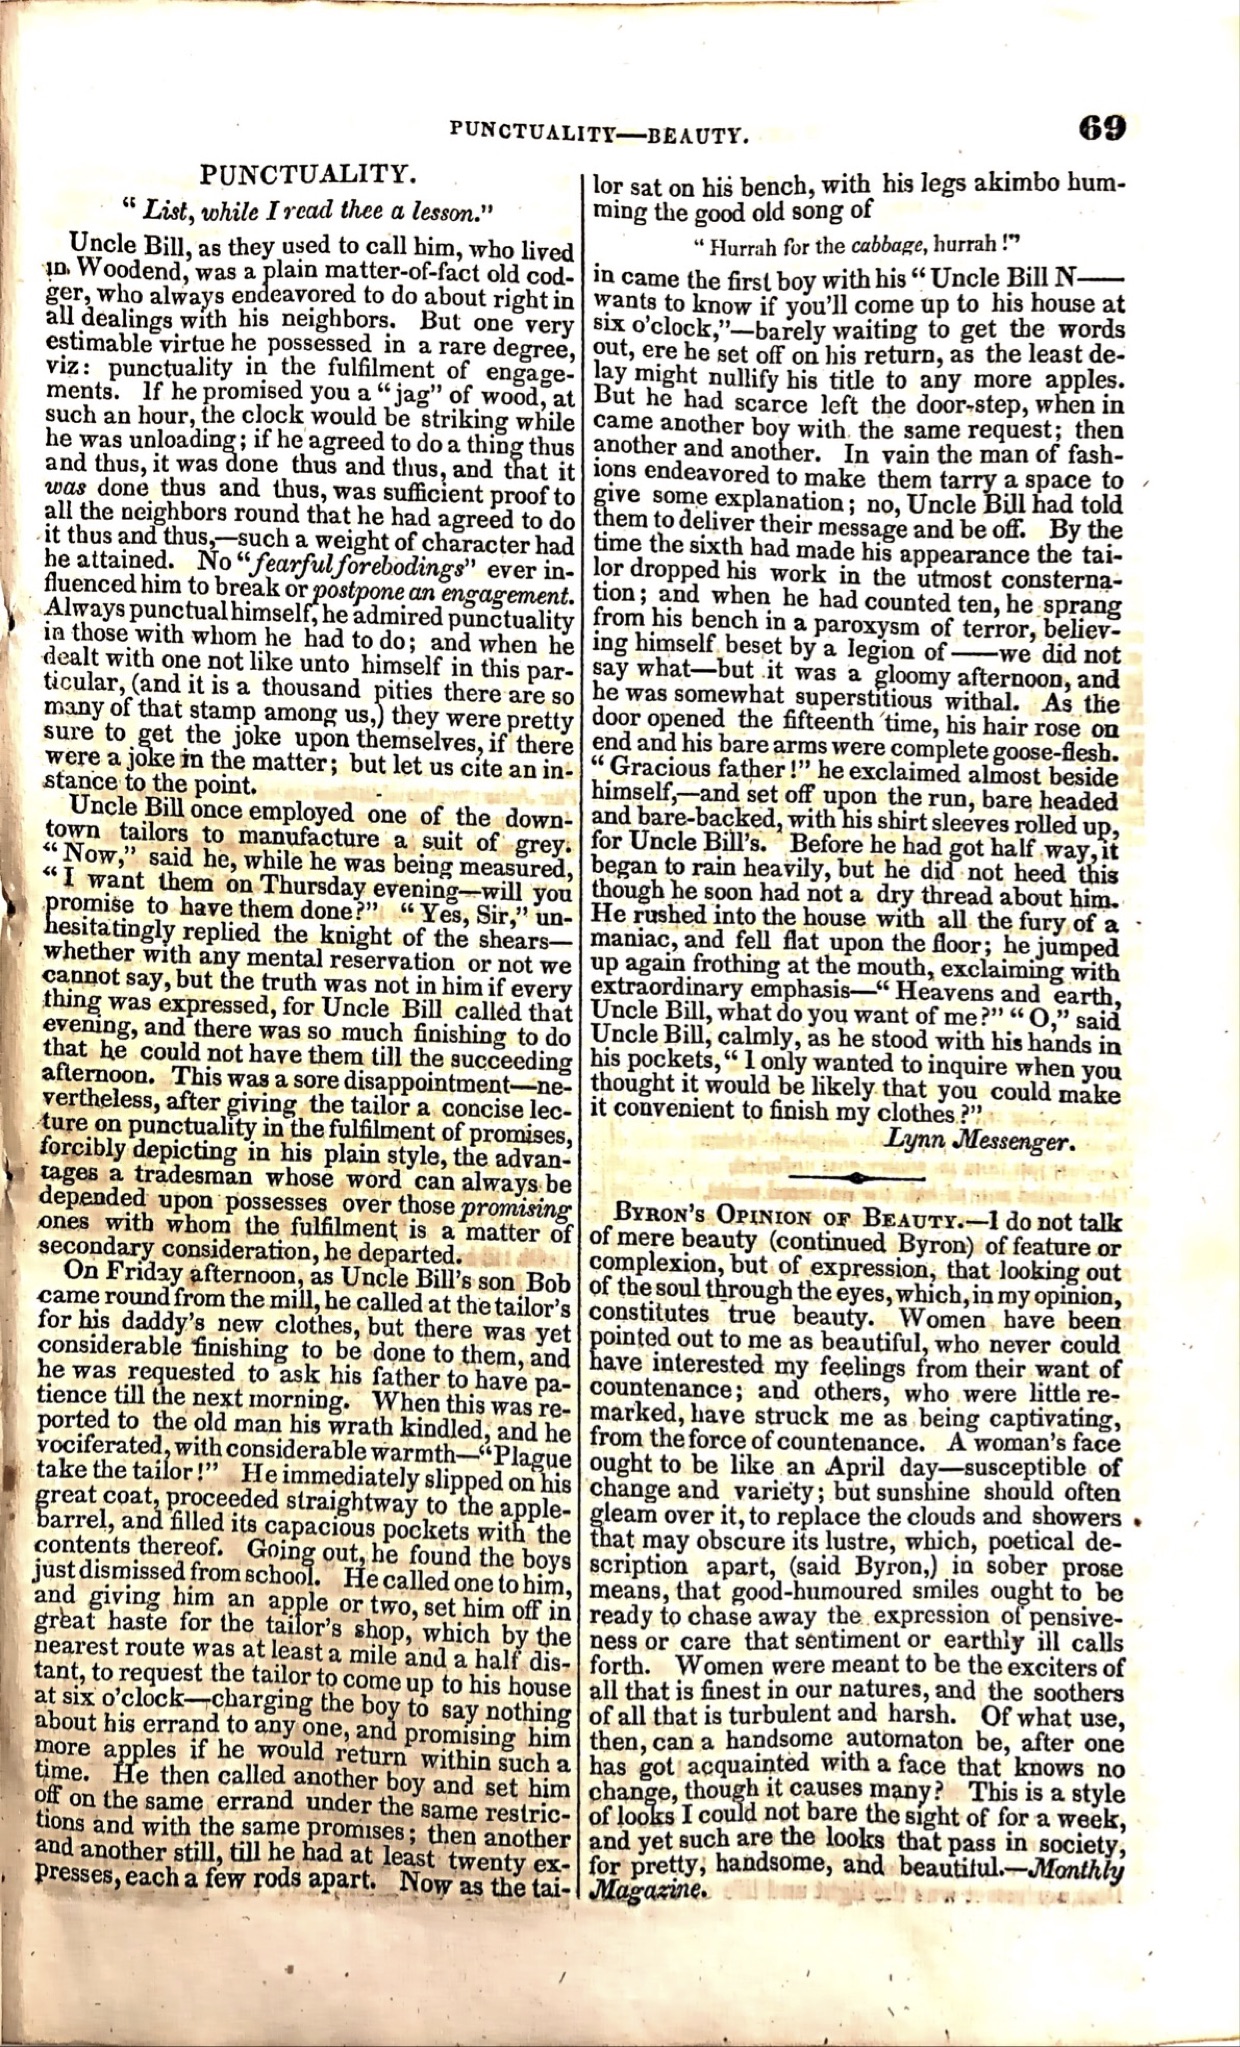 PUNCTUALITY—BEAUTY.
69
PUNCTUALITY.
“ List, while I read thee a lesson.”
Uncle Bill, as they used to call him, who lived
in Woodend, was a plain matter-of-fact old cod-
ger, who always endeavored to do about right in
all dealings with his neighbors. But one very
estimable virtue he possessed in a rare degree,
viz: punctuality in the fulfilment of engage-
ments. If he promised you a “jag” of wood, at
such an hour, the clock would be striking while
he was unloading; if he agreed to do a thing thus
and thus, it was done thus and thus, and that it
was done thus and thus, was sufficient proof to
all the neighbors round that he had agreed to do
it thus and thus,—such a weight of character had
he attained. No “fearful forebodings” ever in-
fluenced him to break or postpone an engagement.
Always punctual himself, he admired punctuality
in those with whom he had to do; and when he
dealt with one not like unto himself in this par-
ticular, (and it is a thousand pities there are so
many of that stamp among us,) they were pretty
sure to get the joke upon themselves, if there
were a joke in the matter; but let us cite an in-
stance to the point.
Uncle Bill once employed one of the down-
town tailors to manufacture a suit of grey.
“Now,” said he, while he was being measured,
“I want them on Thursday evening—will you
promise to have them done?” “Yes, Sir,” un-
hesitatingly replied the knight of the shears—
whether with any mental reservation or not we
cannot say, but the truth was not in him if every
thing was expressed, for Uncle Bill called that
evening, and there was so much finishing to do
that he could not have them till the succeeding
afternoon. This was a sore disappointment—ne-
vertheless, after giving the tailor a concise lec-
ture on punctuality in the fulfilment of promises,
forcibly depicting in his plain style, the advan-
tages a tradesman whose word can always be
depended upon possesses over those promising
ones with whom the fulfilment is a matter of
secondary consideration, he departed.
On Friday afternoon, as Uncle Bill's son Bob
came round from the mill, he called at the tailor's
for his daddy's new clothes, but there was yet
considerable finishing to be done to them, and
he was requested to ask his father to have pa-
tience till the next morning. When this was re-
ported to the old man his wrath kindled, and he
vociferated, with considerable warmth—“Plague
take the tailor!” He immediately slipped on his
great coat, proceeded straightway to the apple-
barrel, and filled its capacious pockets with the
contents thereof. Going out, he found the boys
just dismissed from school. He called one to him,
and giving him an apple or two, set him off in
great haste for the tailor's shop, which by the
nearest route was at least a mile and a half dis-
tant, to request the tailor to come up to his house
at six o'clock—charging the boy to say nothing
about his errand to any one, and promising him
more apples if he would return within such a
time. He then called another boy and set him
off on the same errand under the same restric-
tions and with the same promises; then another
and another still, till he had at least twenty ex-
presses, each a few rods apart. Now as the tai-
lor sat on his bench, with his legs akimbo hum-
ming the good old song of
“Hurrah for the cabbage, hurrah!”
in came the first boy with his “Uncle Bill N——
wants to know if you'll come up to his house at
six o'clock,”—barely waiting to get the words
out, ere he set off on his return, as the least de-
lay might nullify his title to any more apples.
But he had scarce left the door-step, when in
came another boy with the same request; then
another and another. In vain the man of fash-
ions endeavored to make them tarry a space to
give some explanation; no, Uncle Bill had told
them to deliver their message and be off. By the
time the sixth had made his appearance the tai-
lor dropped his work in the utmost consterna-
tion; and when he had counted ten, he sprang
from his bench in a paroxysm of terror, believ-
ing himself beset by a legion of ——we did not
say what—but it was a gloomy afternoon, and
he was somewhat superstitious withal. As the
door opened the fifteenth time, his hair rose on
end and his bare arms were complete goose-flesh.
“Gracious father!” he exclaimed almost beside
himself,—and set off upon the run, bare headed
and bare-backed, with his shirt sleeves rolled up,
for Uncle Bill's. Before he had got half way, it
began to rain heavily, but he did not heed this
though he soon had not a dry thread about him.
He rushed into the house with all the fury of a
maniac, and fell flat upon the floor; he jumped
up again frothing at the mouth, exclaiming with
extraordinary emphasis—“Heavens and earth,
Uncle Bill, what do you want of me?” “O,” said
Uncle Bill, calmly, as he stood with his hands in
his pockets, “I only wanted to inquire when you
thought it would be likely that you could make
it convenient to finish my clothes?”
Lynn Messenger.
BYRON'S OPINION OF BEAUTY.—I do not talk
of mere beauty (continued Byron) of feature or
complexion, but of expression, that looking out
of the soul through the eyes, which, in my opinion,
constitutes true beauty. Women have been
pointed out to me as beautiful, who never could
have interested my feelings from their want of
countenance; and others, who were little re-
marked, have struck me as being captivating,
from the force of countenance. A woman's face
ought to be like an April day—susceptible of
change and variety; but sunshine should often
gleam over it, to replace the clouds and showers
that may obscure its lustre, which, poetical de-
scription apart, (said Byron,) in sober prose
means, that good-humoured smiles ought to be
ready to chase away the expression of pensive-
ness or care that sentiment or earthly ill calls
forth. Women were meant to be the exciters of
all that is finest in our natures, and the soothers
of all that is turbulent and harsh. Of what use,
then, can a handsome automaton be, after one
has got acquainted with a face that knows no
change, though it causes many? This is a style
of looks I could not bare the sight of for a week,
and yet such are the looks that pass in society,
for pretty, handsome, and beautiful.—Monthly
Magazine.